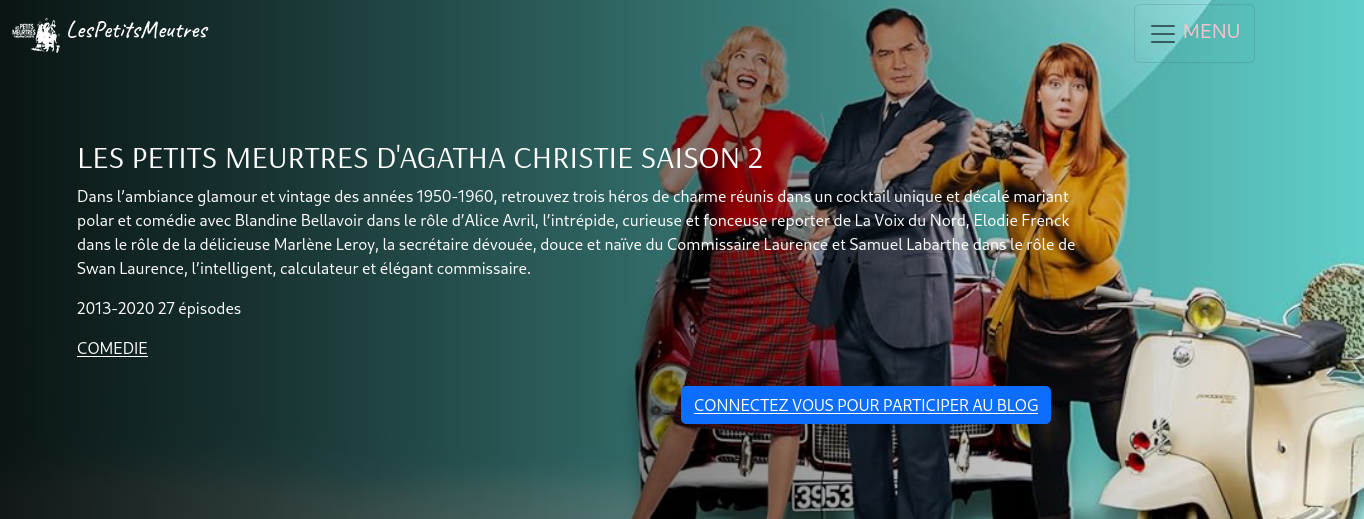 LES PETITS
MEURTRES
LesPetitsMeutres
MENU
LES PETITS MEURTRES D'AGATHA CHRISTIE SAISON 2
Dans l’ambiance glamour et vintage des années 1950-1960, retrouvez trois héros de charme réunis dans un cocktail unique et décalé mariant
polar et comédie avec Blandine Bellavoir dans le rôle d’Alice Avril, l’intrépide, curieuse et fonceuse reporter de La Voix du Nord, Elodie Frenck
dans le rôle de la délicieuse Marlène Leroy, la secrétaire dévouée, douce et naïve du Commissaire Laurence et Samuel Labarthe dans le rôle de
Swan Laurence, l’intelligent, calculateur et élégant commissaire.
2013-2020 27 épisodes
COMEDIE
CONNECTEZ VOUS POUR PARTICIPER AU BLOG
3953